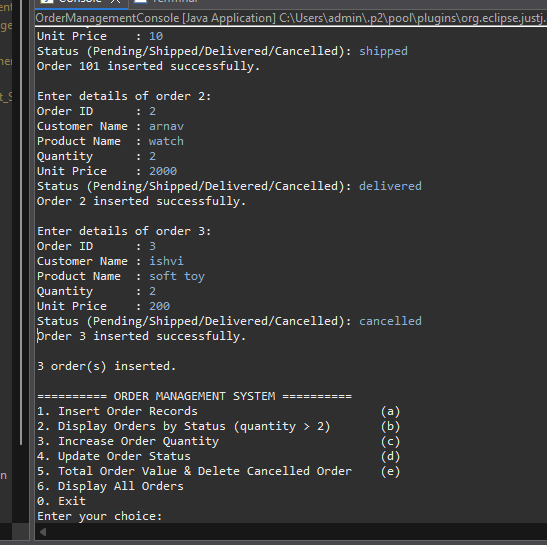 Console
Terminal
OrderManagementConsole [Java Application] C:\Users\admin\.p2\pool\plugins\org.eclipse.justj.
Unit Price    : 10
Status (Pending/Shipped/Delivered/Cancelled): shipped
Order 101 inserted successfully.
Enter details of order 2:
Order ID      : 2
Customer Name : arnav
Product Name  : watch
Quantity      : 2
Unit Price    : 2000
Status (Pending/Shipped/Delivered/Cancelled): delivered
Order 2 inserted successfully.
Enter details of order 3:
Order ID      : 3
Customer Name : ishvi
Product Name  : soft toy
Quantity      : 2
Unit Price    : 200
Status (Pending/Shipped/Delivered/Cancelled): cancelled
Order 3 inserted successfully.
3 order(s) inserted.
========== ORDER MANAGEMENT SYSTEM ==========
1. Insert Order Records                          (a)
2. Display Orders by Status (quantity > 2)       (b)
3. Increase Order Quantity                       (c)
4. Update Order Status                           (d)
5. Total Order Value & Delete Cancelled Order    (e)
6. Display All Orders
0. Exit
Enter your choice: